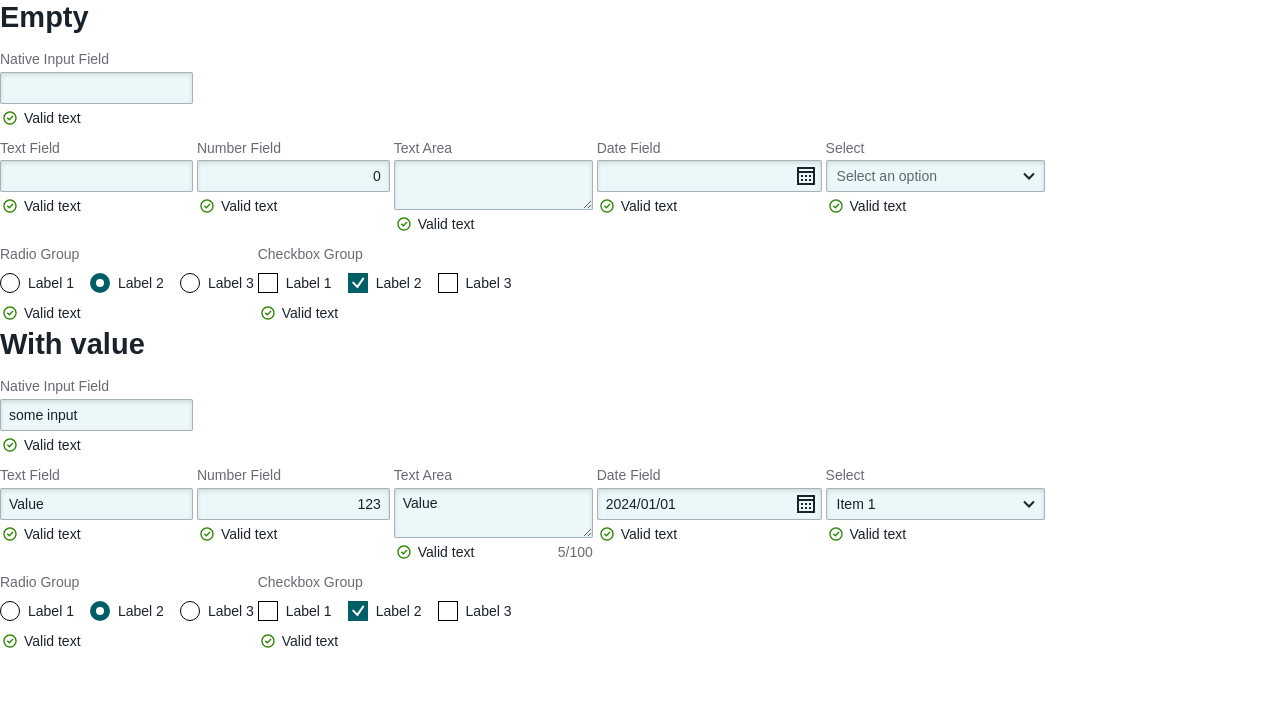 Empty
Native Input Field
Valid text
Text Field Number Field Text Area Date Field Select
0 Select an option
Valid text Valid text Valid text Valid text Valid text
Radio Group Checkbox Group
Label 1 Label 2 Label 3 Label 1 Label 2 Label 3
Valid text Valid text
With value
Native Input Field
some input
Valid text
Text Field Number Field Text Area Date Field Select
Value 123 Value 2024/01/01 Item 1
Valid text Valid text Valid text 5/100 Valid text Valid text
Radio Group Checkbox Group
Label 1 Label 2 Label 3 Label 1 Label 2 Label 3
Valid text Valid text